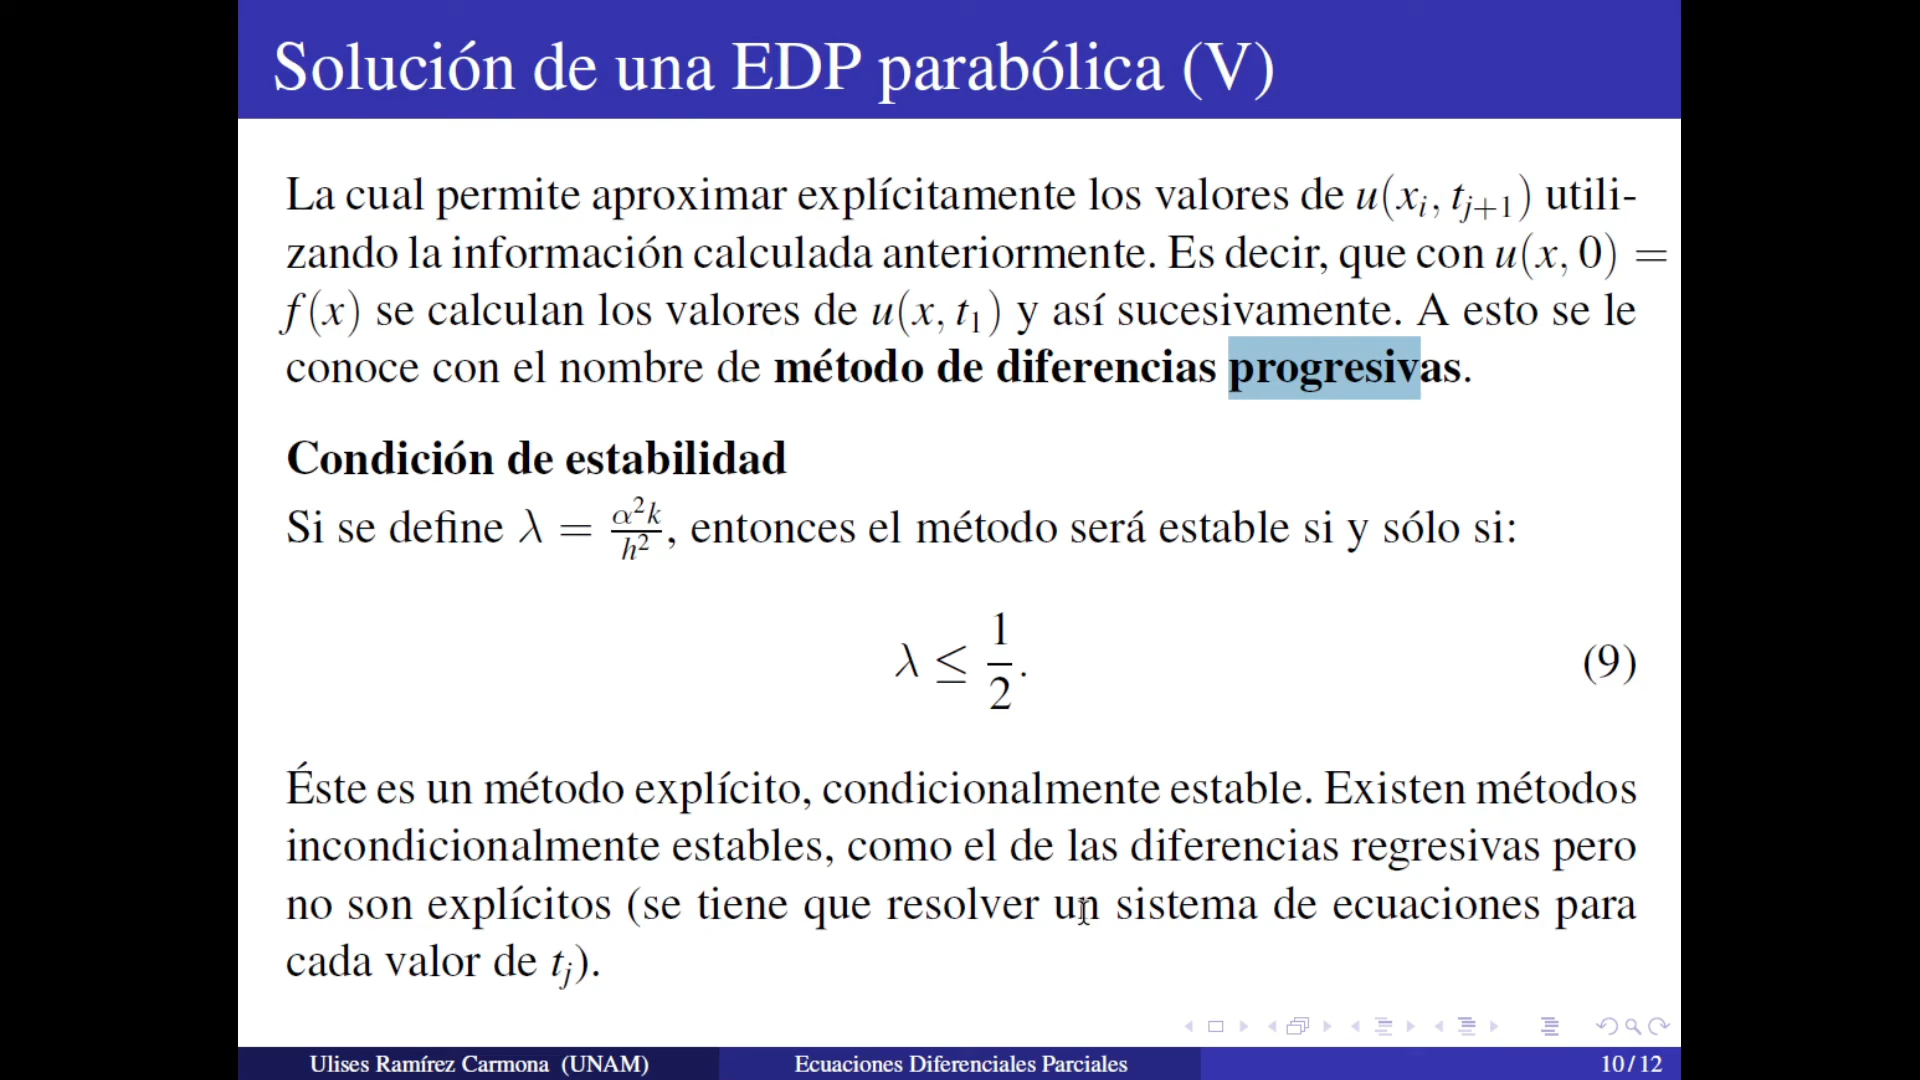 Solución de una EDP parabólica (V)
La cual permite aproximar explícitamente los valores de u(xᵢ, tⱼ₊₁) utili-
zando la información calculada anteriormente. Es decir, que con u(x, 0) =
f(x) se calculan los valores de u(x, t₁) y así sucesivamente. A esto se le
conoce con el nombre de método de diferencias progresivas.
Condición de estabilidad
Si se define λ = α²k/h², entonces el método será estable si y sólo si:
λ ≤ 1/2. (9)
Éste es un método explícito, condicionalmente estable. Existen métodos
incondicionalmente estables, como el de las diferencias regresivas pero
no son explícitos (se tiene que resolver un sistema de ecuaciones para
cada valor de tⱼ).
Ulises Ramírez Carmona (UNAM) Ecuaciones Diferenciales Parciales 10 / 12